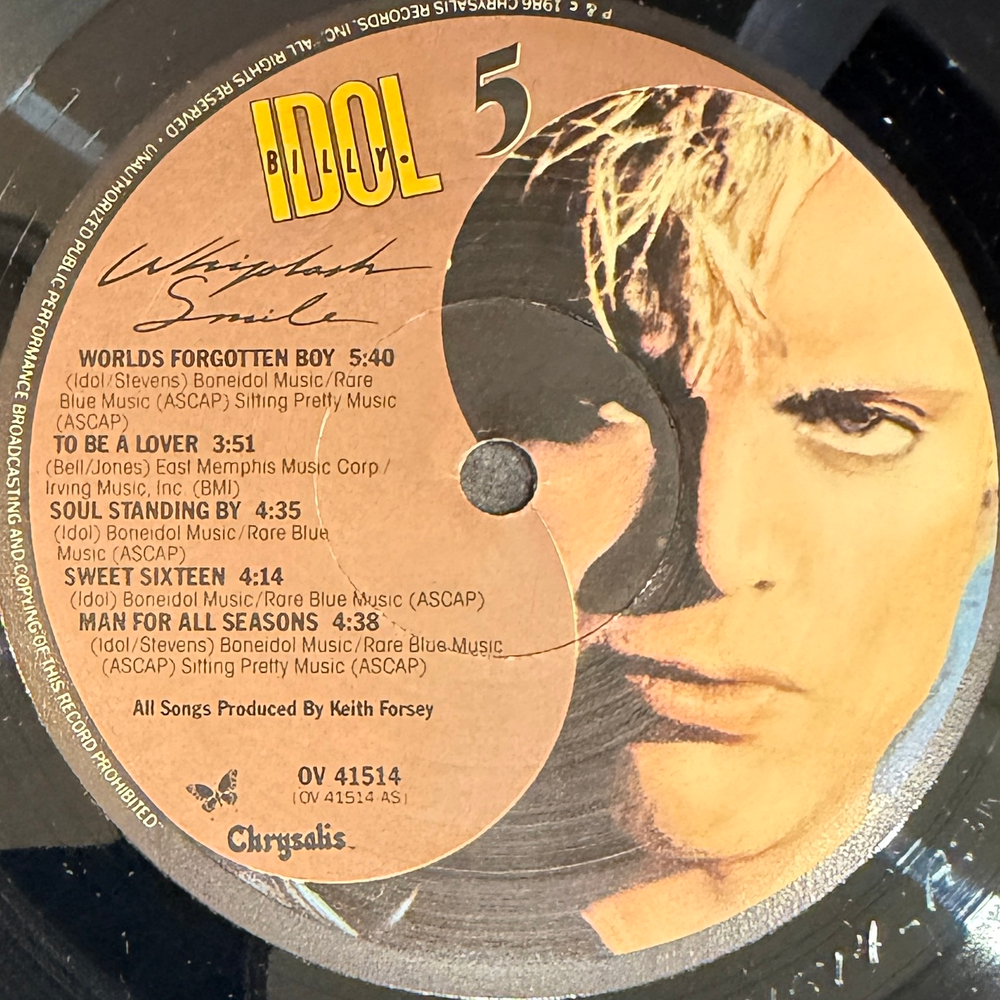 IDOL
BILLY.
5
Whiplash
Smile
WORLDS FORGOTTEN BOY 5:40
(Idol/Stevens) Boneidol Music/Rare
Blue Music (ASCAP) Sitting Pretty Music
(ASCAP)
TO BE A LOVER 3:51
(Bell/Jones) East Memphis Music Corp /
Irving Music, Inc. (BMI)
SOUL STANDING BY 4:35
(Idol) Boneidol Music/Rare Blue
Music (ASCAP)
SWEET SIXTEEN 4:14
(Idol) Boneidol Music/Rare Blue Music (ASCAP)
MAN FOR ALL SEASONS 4:38
(Idol/Stevens) Boneidol Music/Rare Blue Music
(ASCAP) Sitting Pretty Music (ASCAP)
All Songs Produced By Keith Forsey
OV 41514
(OV 41514 AS)
Chrysalis
P & c 1986 CHRYSALIS RECORDS, INC. "ALL RIGHTS RESERVED • UNAUTHORIZED PUBLIC PERFORMANCE BROADCASTING AND COPYING OF THIS RECORD PROHIBITED"